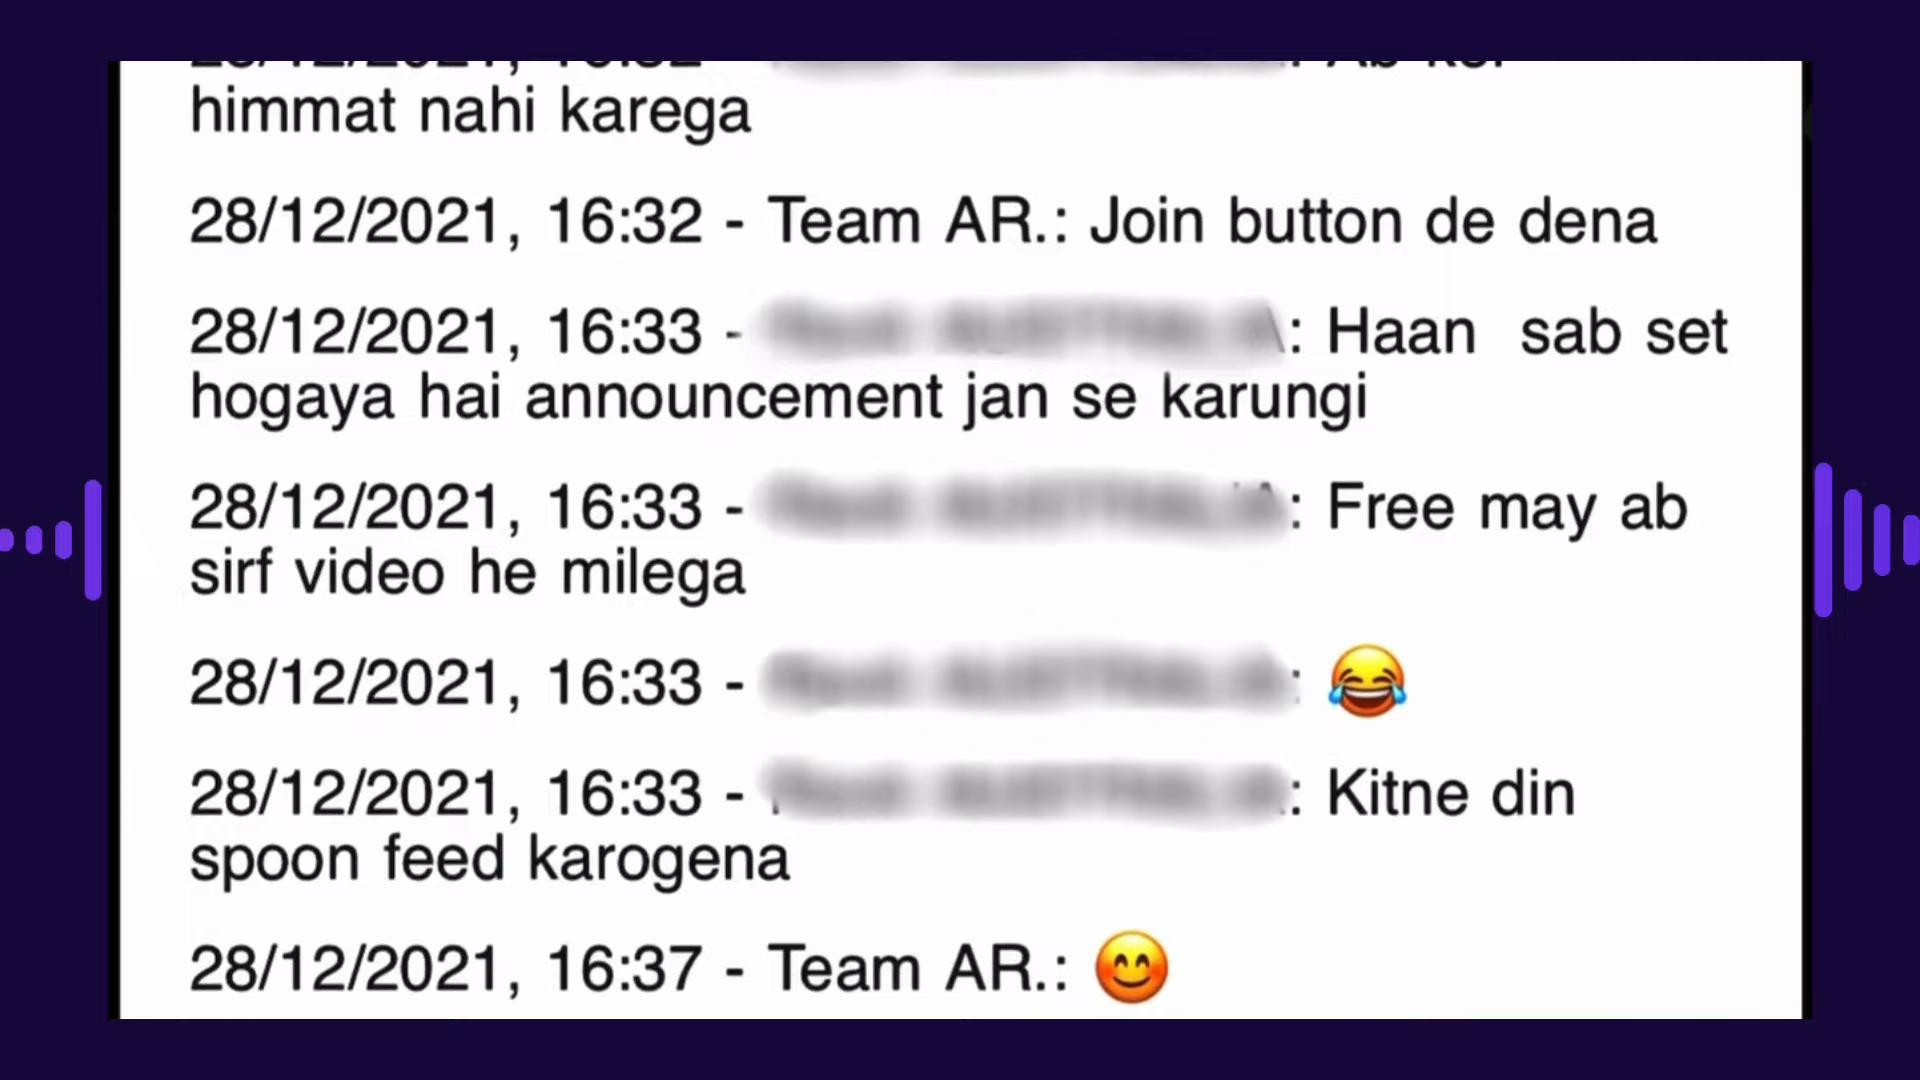 himmat nahi karega
28/12/2021, 16:32 - Team AR.: Join button de dena
28/12/2021, 16:33 - : Haan sab set
hogaya hai announcement jan se karungi
28/12/2021, 16:33 - : Free may ab
sirf video he milega
28/12/2021, 16:33 - : 😂
28/12/2021, 16:33 - : Kitne din
spoon feed karogena
28/12/2021, 16:37 - Team AR.: 😊